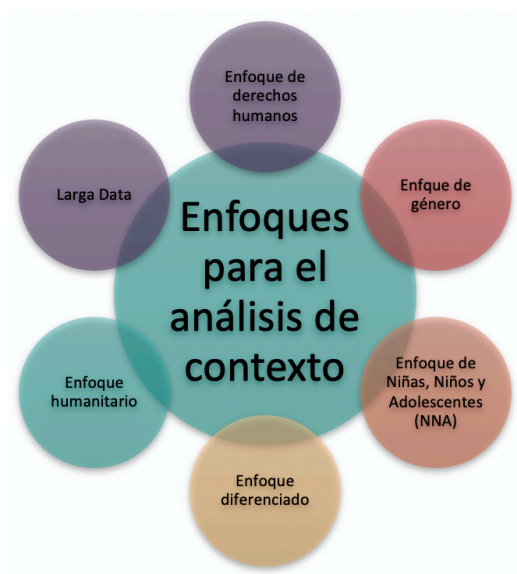 Enfoque de
derechos
humanos
Larga Data
Enfque de
género
Enfoques
para el
análisis de
contexto
Enfoque
humanitario
Enfoque de
Niñas, Niños y
Adolescentes
(NNA)
Enfoque
diferenciado